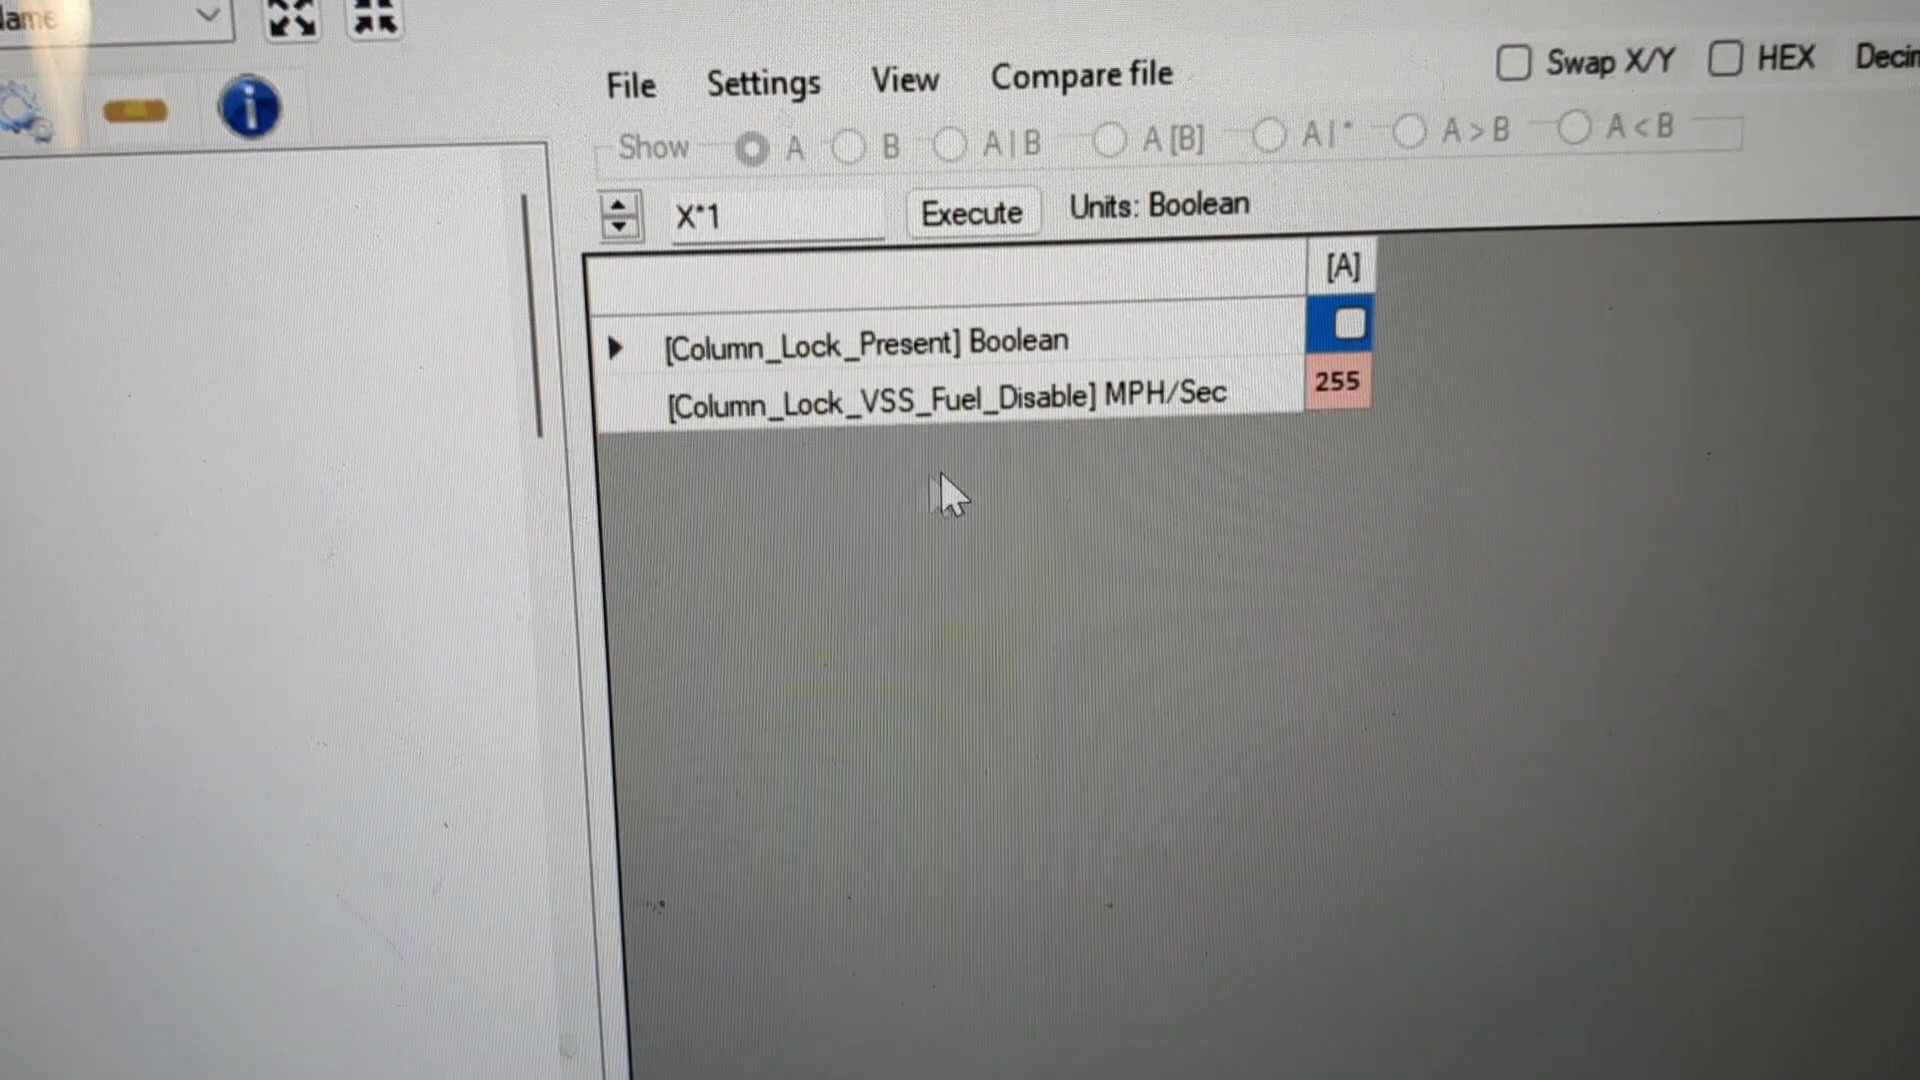 File Settings View Compare file
Swap X/Y HEX
Show A B A|B A [B] A|* A > B A < B
X*1 Execute Units: Boolean
[A]
[Column_Lock_Present] Boolean
[Column_Lock_VSS_Fuel_Disable] MPH/Sec 255